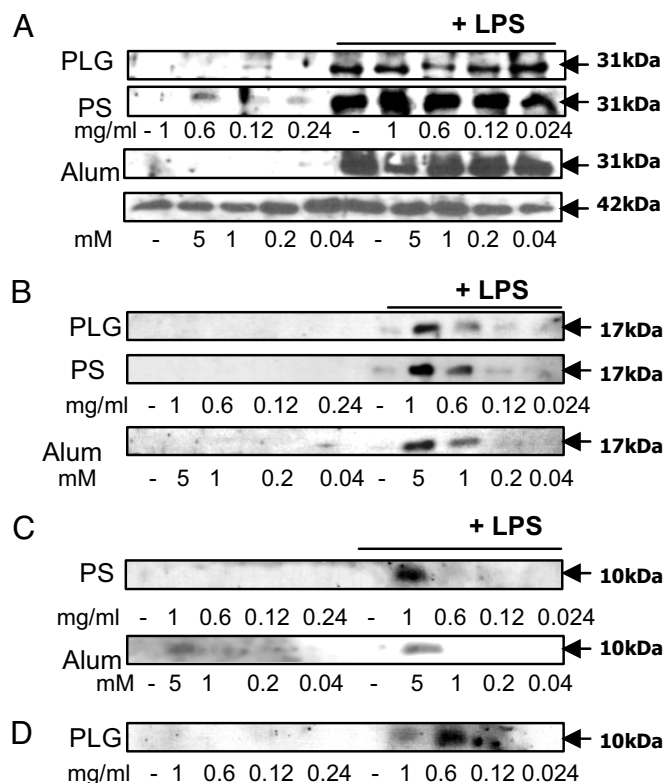 A
+ LPS
PLG 31kDa
PS 31kDa
mg/ml - 1 0.6 0.12 0.24 - 1 0.6 0.12 0.024
Alum 31kDa
42kDa
mM - 5 1 0.2 0.04 - 5 1 0.2 0.04
B
+ LPS
PLG 17kDa
PS 17kDa
mg/ml - 1 0.6 0.12 0.24 - 1 0.6 0.12 0.024
Alum 17kDa
mM - 5 1 0.2 0.04 - 5 1 0.2 0.04
C
+ LPS
PS 10kDa
mg/ml - 1 0.6 0.12 0.24 - 1 0.6 0.12 0.024
Alum 10kDa
mM - 5 1 0.2 0.04 - 5 1 0.2 0.04
D PLG 10kDa
mg/ml - 1 0.6 0.12 0.24 - 1 0.6 0.12 0.024